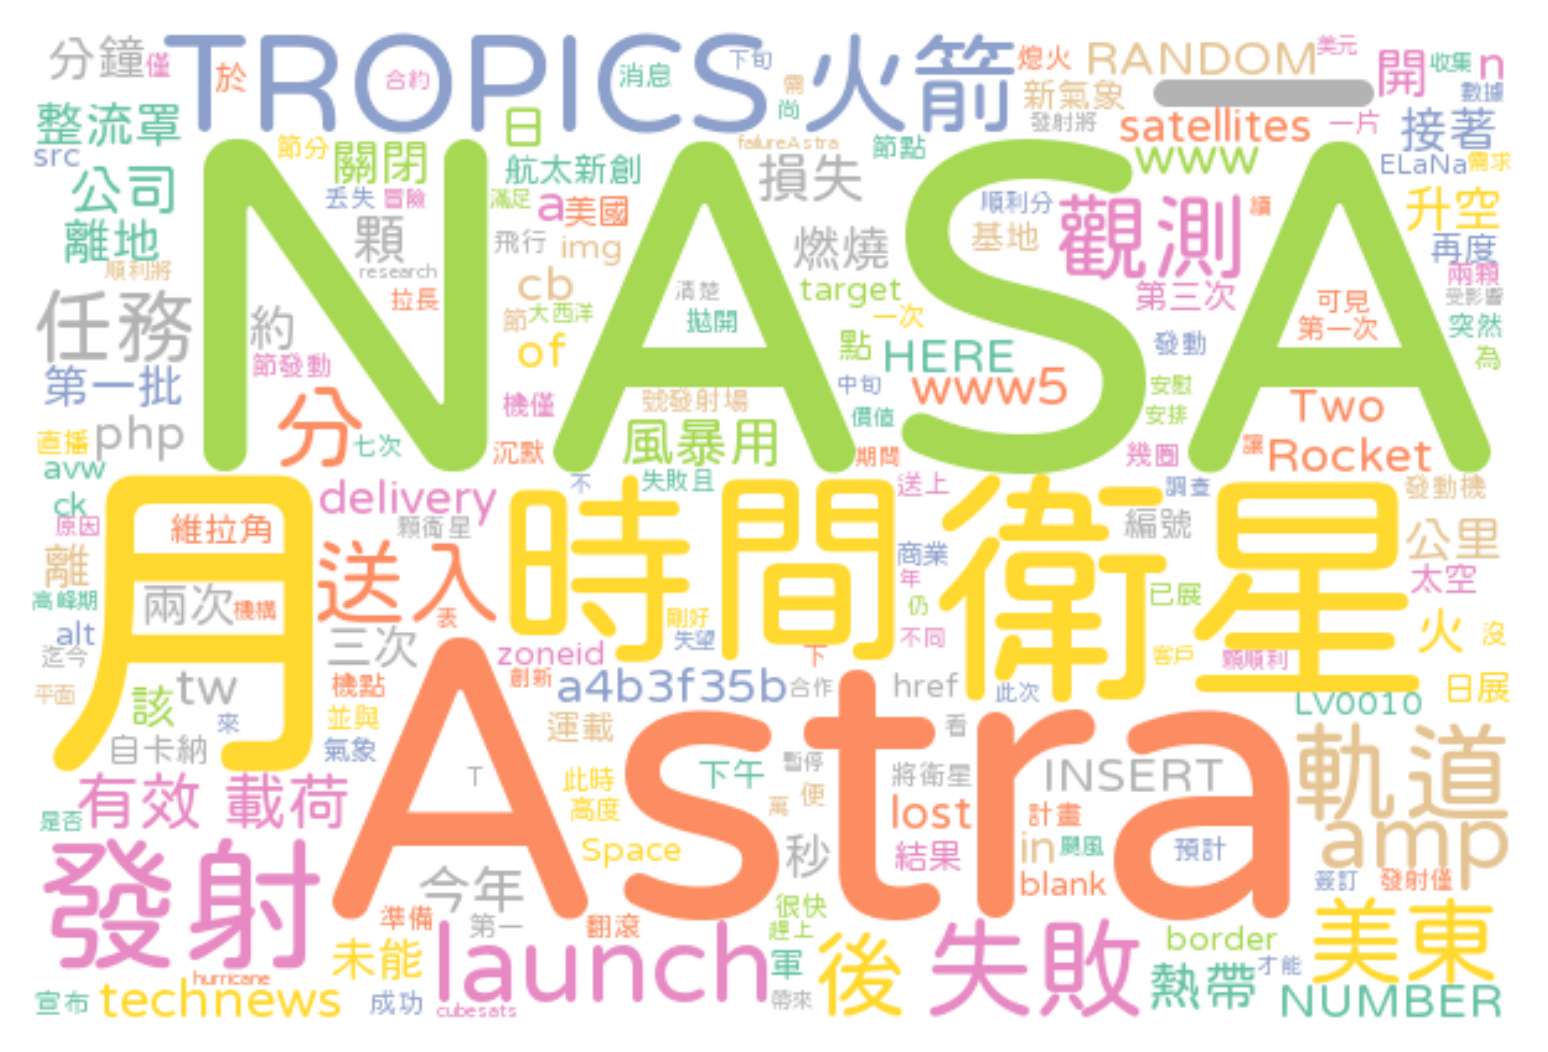 分鐘 僅 TROPICS 火箭 熄火 RANDOM 美元 開 收集 n
於 合約 消息 下旬 需 尚 新氣象 數據
整流罩 日 發射將 satellites 一片 接著
src 節分 關閉 航太新創 failureAstra 節點 www ELaNa 需求
公司 丟失 冒險 滿足 a 美國 損失 順利分 觀測 續 升空
離地 顆 飛行 img 燃燒 基地 再度
順利將 research 拉長 cb 清楚 target 第三次 兩顆
NASA
任務 約 節 大西洋 拋開 一次 可見 第一次 受影響 突然
節發動 of 點 HERE 發動 為
第一批 機僅 號發射場 中旬 www5 安慰 Two
php 分 七次 風暴用 價值 安排
直播 沉默 期間 幾圈 讓 Rocket
avw 不 失敗且 送上 調查 發動機
ck delivery
原因 維拉角 顆衛星 編號 公里
月 時間 衛星
離 送入 商業 太空
高峰期 兩次 機構 表 剛好 年 仍 已展 火 沒
alt 三次 失望 不同 客戶 顆順利
迄今 zoneid 下
平面 該 tw 機點 創新 a4b3f35b 合作 href 此次 LV0010 日展
來 並與 運載 看
自卡納 氣象 Astra 軌道
T 此時 下午 暫停 將衛星 INSERT
有效 載荷 高度 萬 便 lost 計畫 amp
是否 Space 秒 結果 in 颶風 預計
發射 今年 blank 簽訂 發射僅
準備 第一 翻滾 很快
未能 launch 趕上 後 失敗 border 美東
hurricane 軍 熱帶 才能
宣布 technews 成功 cubesats 帶來 NUMBER